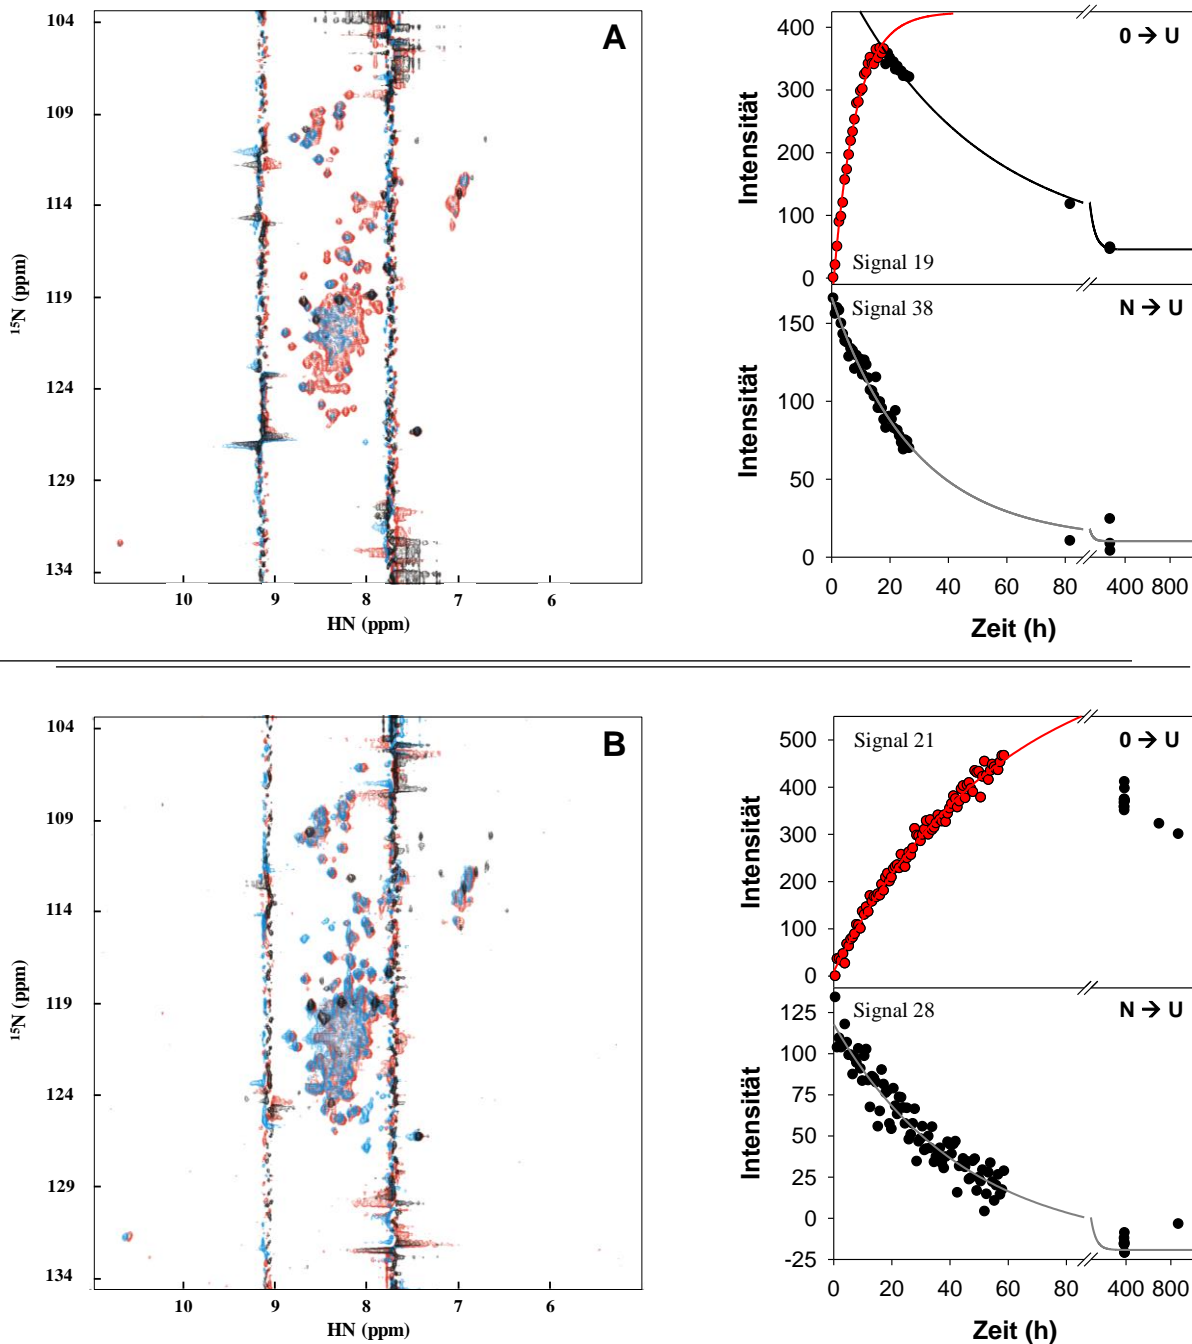 A
104
109
114
119
124
129
134
15N (ppm)
10 9 8 7 6
HN (ppm)
0 → U
400
300
200
100
0
Intensität
Signal 19
N → U
Signal 38
150
100
50
0
Intensität
0 20 40 60 80 400 800
Zeit (h)
B
104
109
114
119
124
129
134
15N (ppm)
10 9 8 7 6
HN (ppm)
Signal 21
0 → U
500
400
300
200
100
0
Intensität
Signal 28
N → U
125
100
75
50
25
0
-25
Intensität
0 20 40 60 80 400 800
Zeit (h)